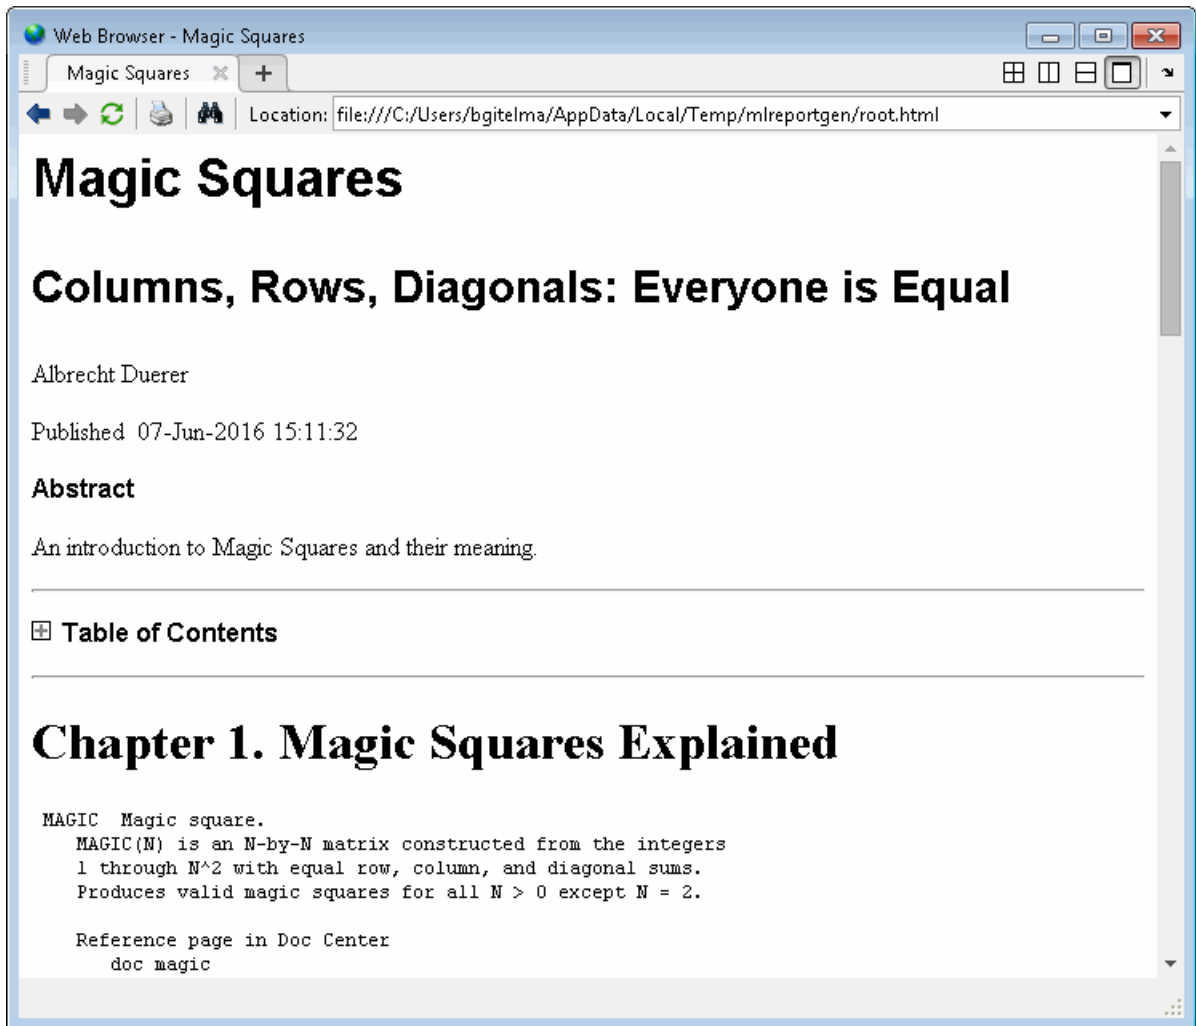 Web Browser - Magic Squares
Magic Squares
Location: file:///C:/Users/bgitelma/AppData/Local/Temp/mlreportgen/root.html
Magic Squares
Columns, Rows, Diagonals: Everyone is Equal
Albrecht Duerer
Published 07-Jun-2016 15:11:32
Abstract
An introduction to Magic Squares and their meaning.
Table of Contents
Chapter 1. Magic Squares Explained
MAGIC  Magic square.
MAGIC(N) is an N-by-N matrix constructed from the integers
1 through N^2 with equal row, column, and diagonal sums.
Produces valid magic squares for all N > 0 except N = 2.
Reference page in Doc Center
doc magic